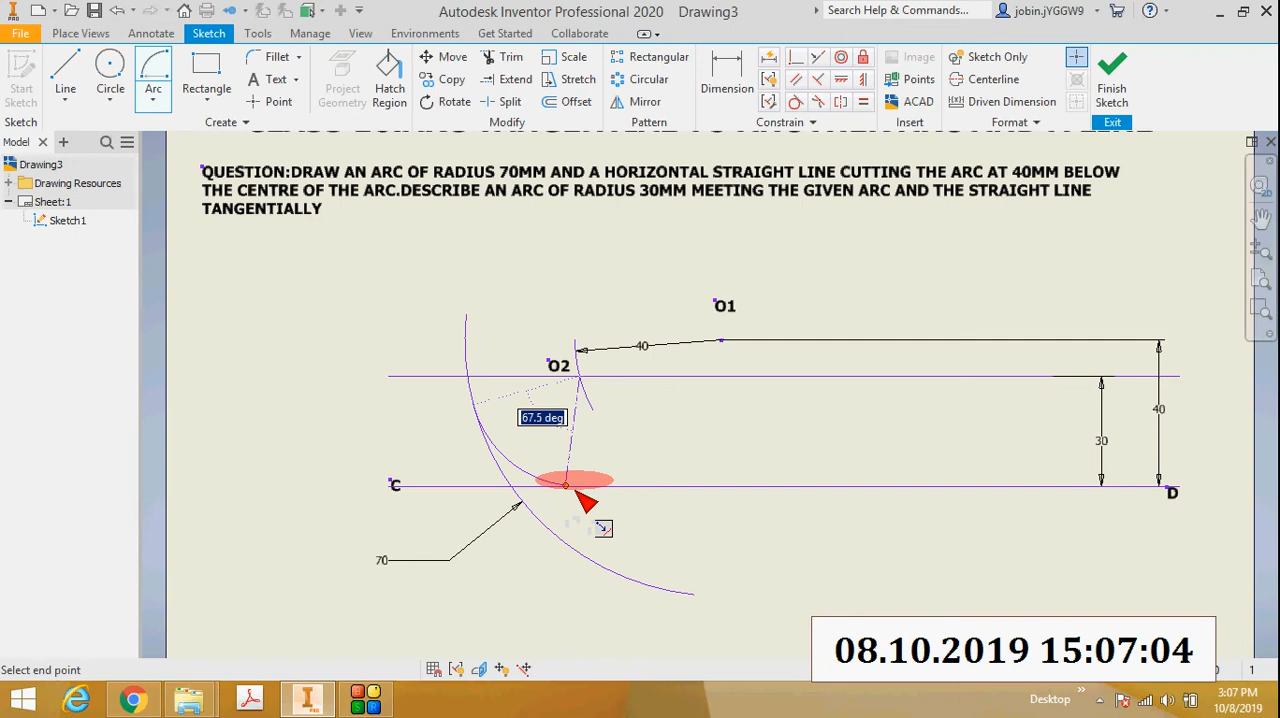 Autodesk Inventor Professional 2020 Drawing3
Search Help & Commands...
jobin.jYGGW9
File Place Views Annotate Sketch Tools Manage View Environments Get Started Collaborate
Start Sketch
Line
Circle
Arc
Rectangle
Fillet
Text
Point
Project Geometry
Hatch Region
Move
Copy
Rotate
Trim
Extend
Split
Scale
Stretch
Offset
Rectangular
Circular
Mirror
Dimension
Image
Points
ACAD
Sketch Only
Centerline
Driven Dimension
Finish Sketch
Sketch Create Modify Pattern Constrain Insert Format Exit
Model
Drawing3
Drawing Resources
Sheet:1
Sketch1
QUESTION:DRAW AN ARC OF RADIUS 70MM AND A HORIZONTAL STRAIGHT LINE CUTTING THE ARC AT 40MM BELOW
THE CENTRE OF THE ARC.DESCRIBE AN ARC OF RADIUS 30MM MEETING THE GIVEN ARC AND THE STRAIGHT LINE
TANGENTIALLY
O1
40
O2
67.5 deg
40
30
C
D
70
08.10.2019 15:07:04
Select end point
1
Desktop
3:07 PM
10/8/2019